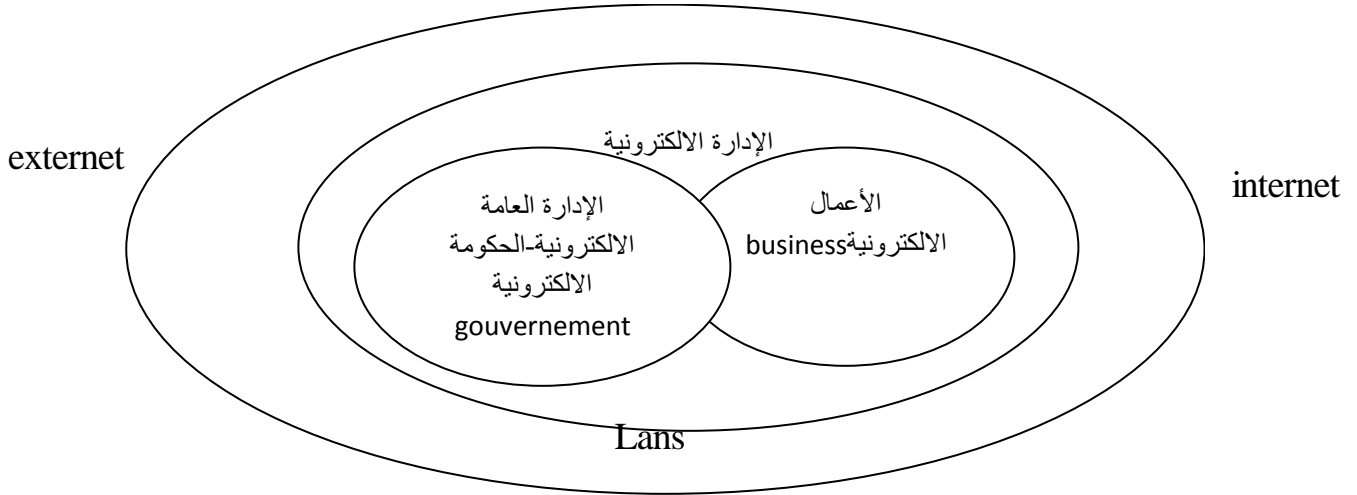 الإدارة الالكترونية
externet
internet
الأعمال
الالكترونيةbusiness
الإدارة العامة
الالكترونية-الحكومة
الالكترونية
gouvernement
Lans